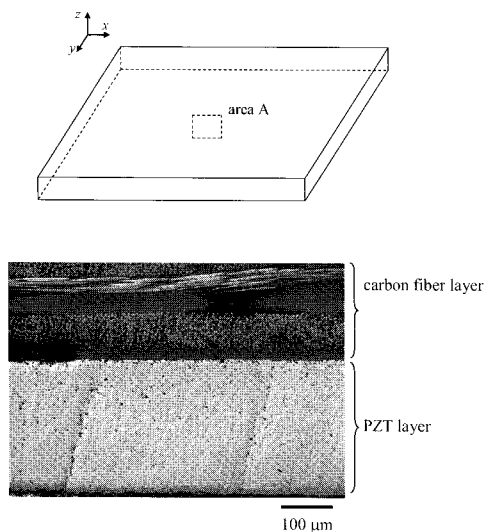 z
x
y
area A
carbon fiber layer
PZT layer
100 μm